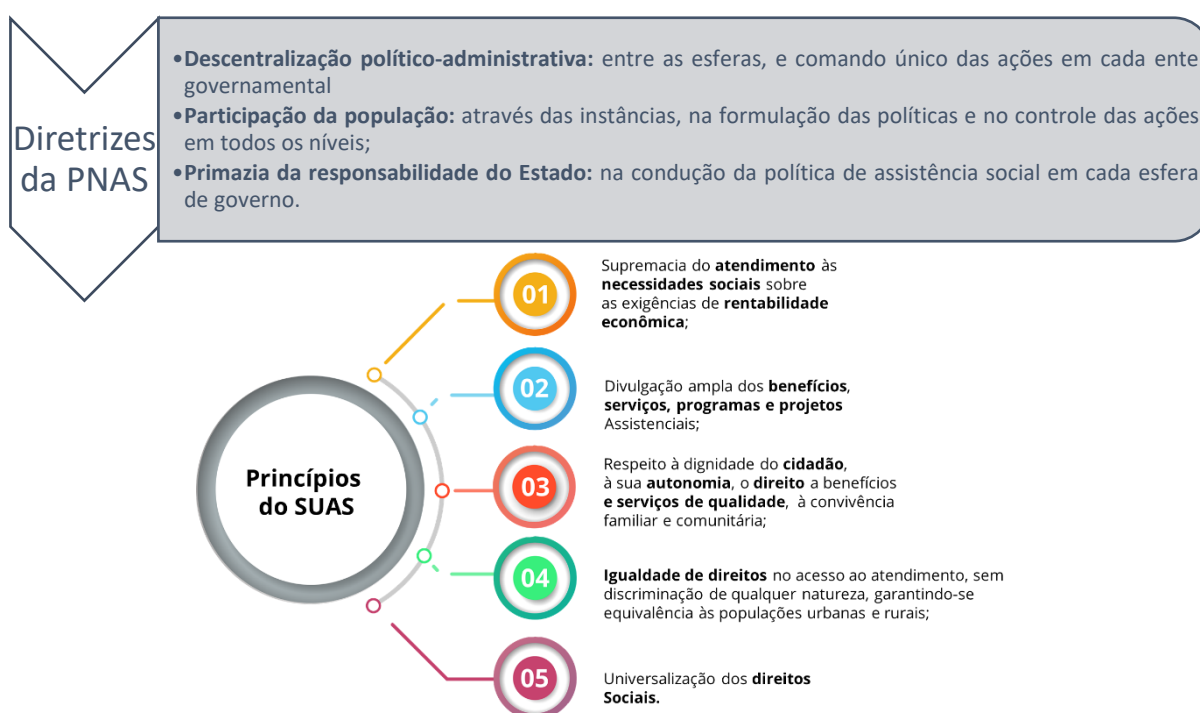 Diretrizes
da PNAS
•Descentralização político-administrativa: entre as esferas, e comando único das ações em cada ente
governamental
•Participação da população: através das instâncias, na formulação das políticas e no controle das ações
em todos os níveis;
•Primazia da responsabilidade do Estado: na condução da política de assistência social em cada esfera
de governo.
Princípios
do SUAS
01
Supremacia do atendimento às
necessidades sociais sobre
as exigências de rentabilidade
econômica;
02
Divulgação ampla dos benefícios,
serviços, programas e projetos
Assistenciais;
03
Respeito à dignidade do cidadão,
à sua autonomia, o direito a benefícios
e serviços de qualidade, à convivência
familiar e comunitária;
04
Igualdade de direitos no acesso ao atendimento, sem
discriminação de qualquer natureza, garantindo-se
equivalência às populações urbanas e rurais;
05
Universalização dos direitos
Sociais.